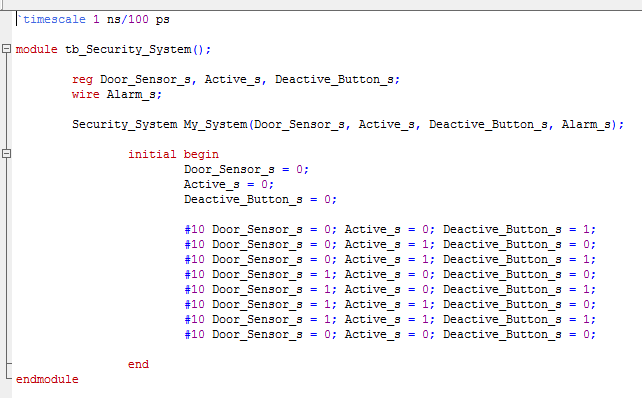 `timescale 1 ns/100 ps
module tb_Security_System();
reg Door_Sensor_s, Active_s, Deactive_Button_s;
wire Alarm_s;
Security_System My_System(Door_Sensor_s, Active_s, Deactive_Button_s, Alarm_s);
initial begin
Door_Sensor_s = 0;
Active_s = 0;
Deactive_Button_s = 0;
#10 Door_Sensor_s = 0; Active_s = 0; Deactive_Button_s = 1;
#10 Door_Sensor_s = 0; Active_s = 1; Deactive_Button_s = 0;
#10 Door_Sensor_s = 0; Active_s = 1; Deactive_Button_s = 1;
#10 Door_Sensor_s = 1; Active_s = 0; Deactive_Button_s = 0;
#10 Door_Sensor_s = 1; Active_s = 0; Deactive_Button_s = 1;
#10 Door_Sensor_s = 1; Active_s = 1; Deactive_Button_s = 0;
#10 Door_Sensor_s = 1; Active_s = 1; Deactive_Button_s = 1;
#10 Door_Sensor_s = 0; Active_s = 0; Deactive_Button_s = 0;
end
endmodule